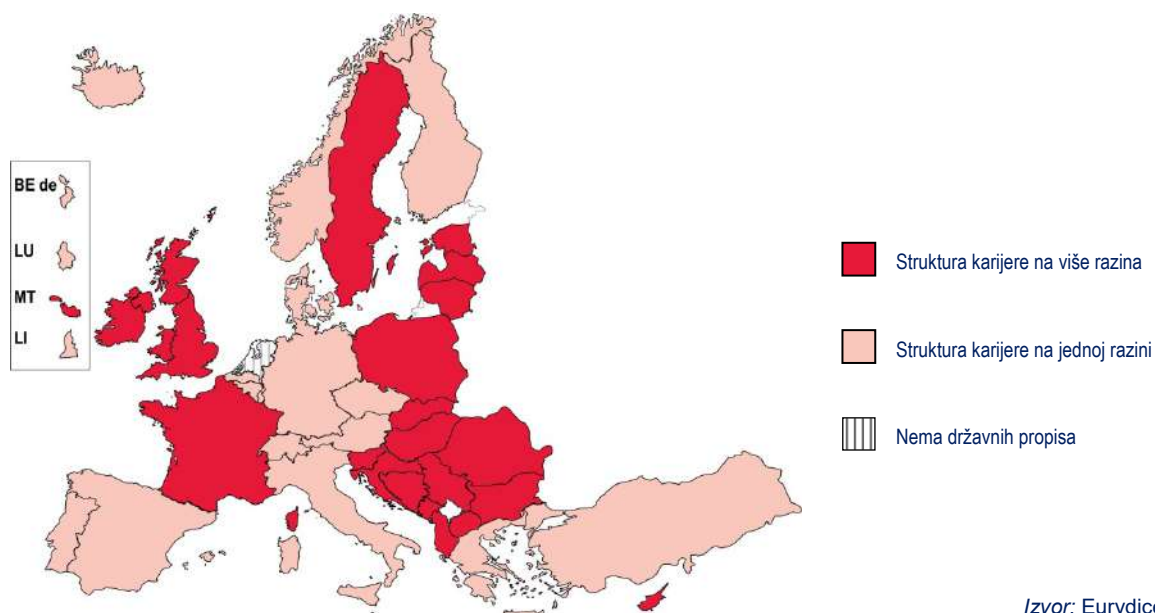 BE de
LU
MT
LI
Struktura karijere na više razina
Struktura karijere na jednoj razini
Nema državnih propisa
Izvor: Eurydice